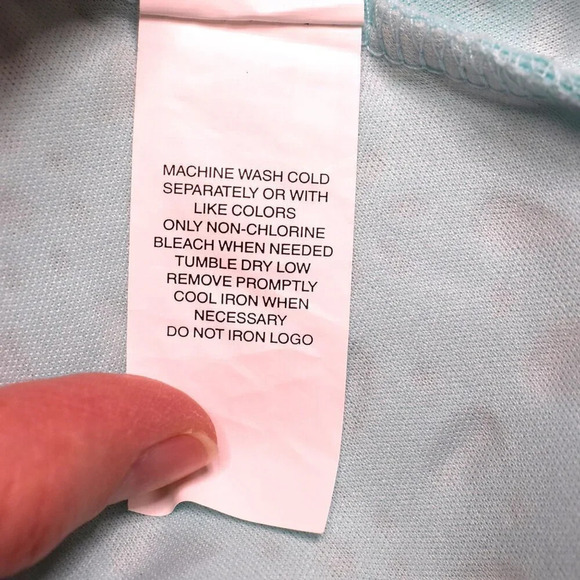 MACHINE WASH COLD
SEPARATELY OR WITH
LIKE COLORS
ONLY NON-CHLORINE
BLEACH WHEN NEEDED
TUMBLE DRY LOW
REMOVE PROMPTLY
COOL IRON WHEN
NECESSARY
DO NOT IRON LOGO